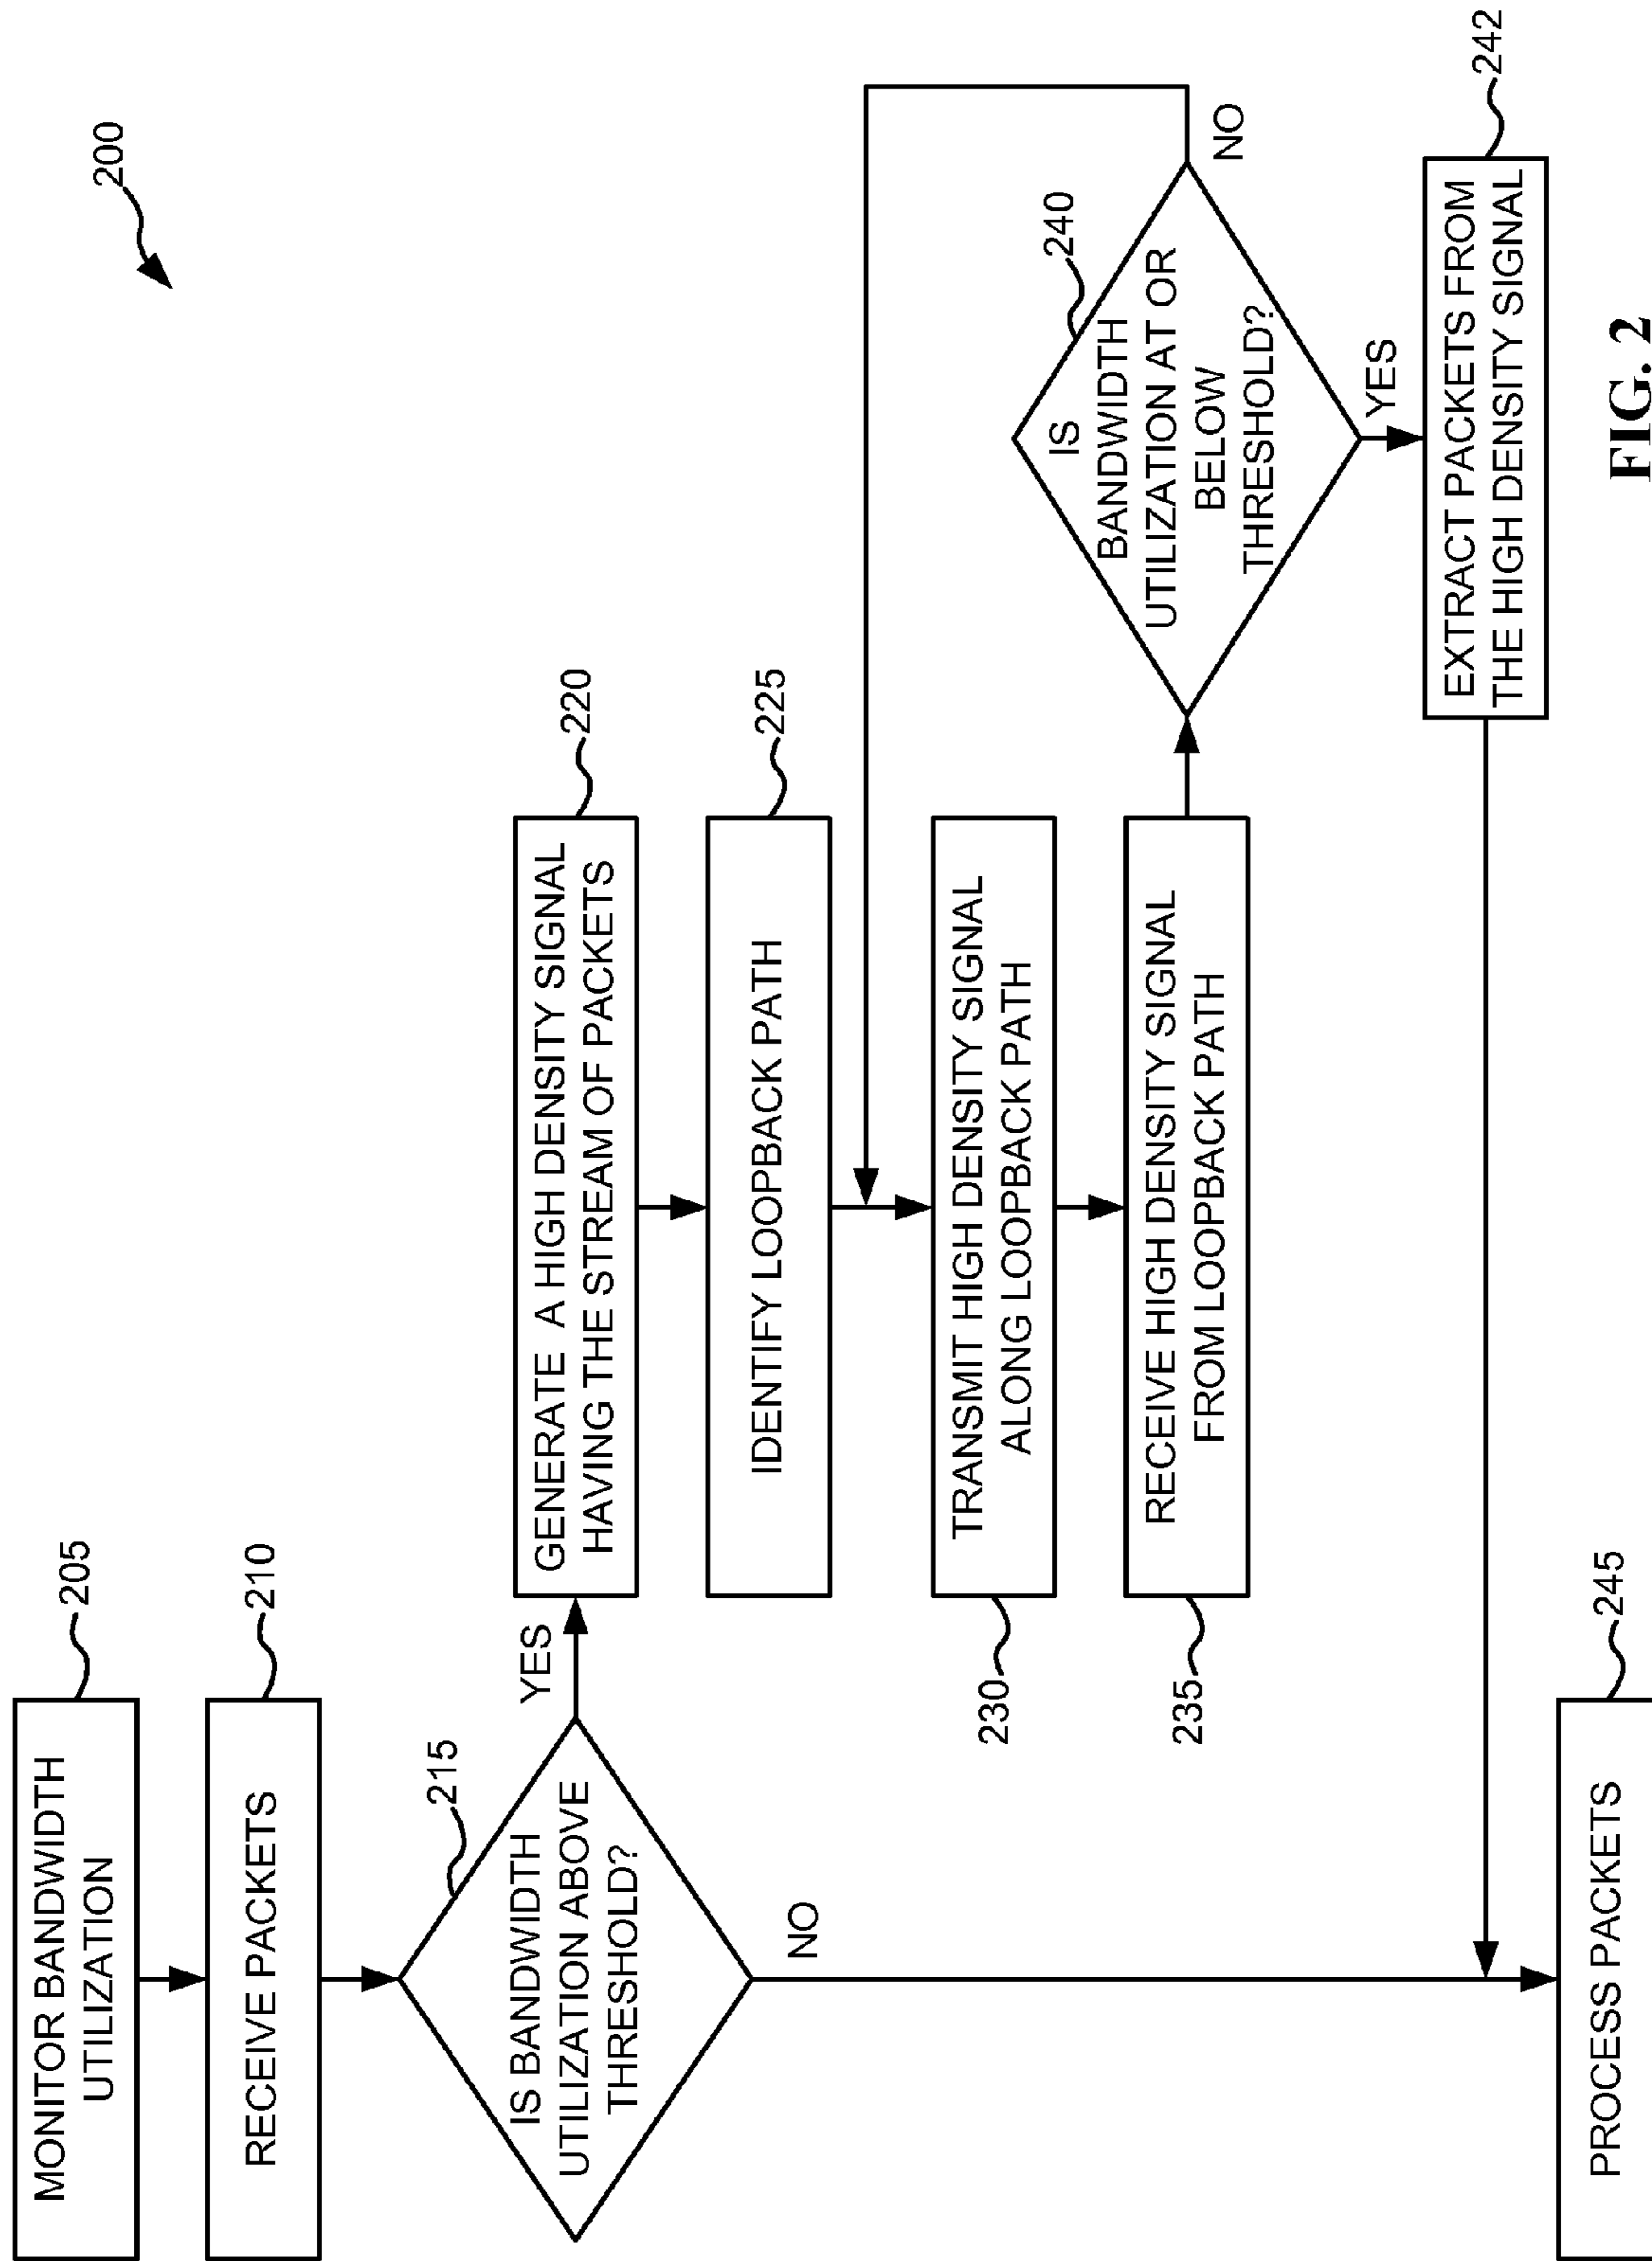 200
MONITOR BANDWIDTH
UTILIZATION
205
RECEIVE PACKETS
210
IS BANDWIDTH
UTILIZATION ABOVE
THRESHOLD?
215
YES
NO
GENERATE A HIGH DENSITY SIGNAL
HAVING THE STREAM OF PACKETS
220
IDENTIFY LOOPBACK PATH
225
TRANSMIT HIGH DENSITY SIGNAL
ALONG LOOPBACK PATH
230
RECEIVE HIGH DENSITY SIGNAL
FROM LOOPBACK PATH
235
IS
BANDWIDTH
UTILIZATION AT OR
BELOW
THRESHOLD?
240
NO
YES
EXTRACT PACKETS FROM
THE HIGH DENSITY SIGNAL
242
PROCESS PACKETS
245
FIG. 2